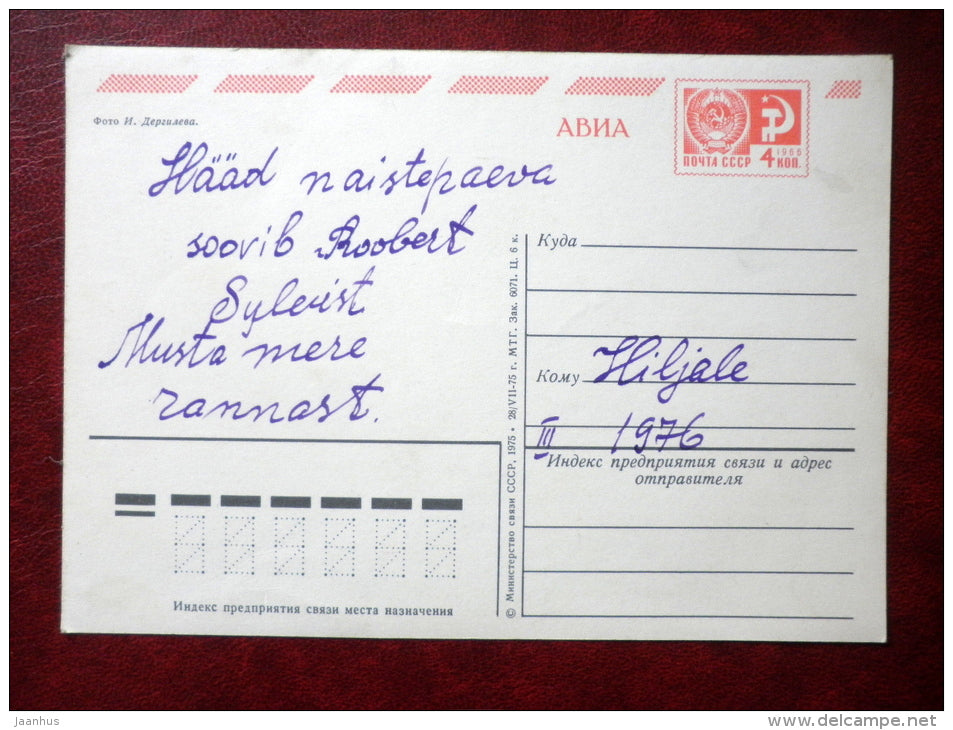 АВИА
ПОЧТА СССР 4 1966 КОП.
Фото И. Дергилева.
Hääd naistepaeva
soovib Roobert
Sylevist
Musta mere
rannast.
Куда
Кому Hiljale
III 1976
Индекс предприятия связи и адрес
отправителя
Индекс предприятия связи места назначения
© Министерство связи СССР, 1975 • 28/VII-75 г. МТГ. Зак. 6071. Ц. 6 к.
jaanhus
www.delcampe.net